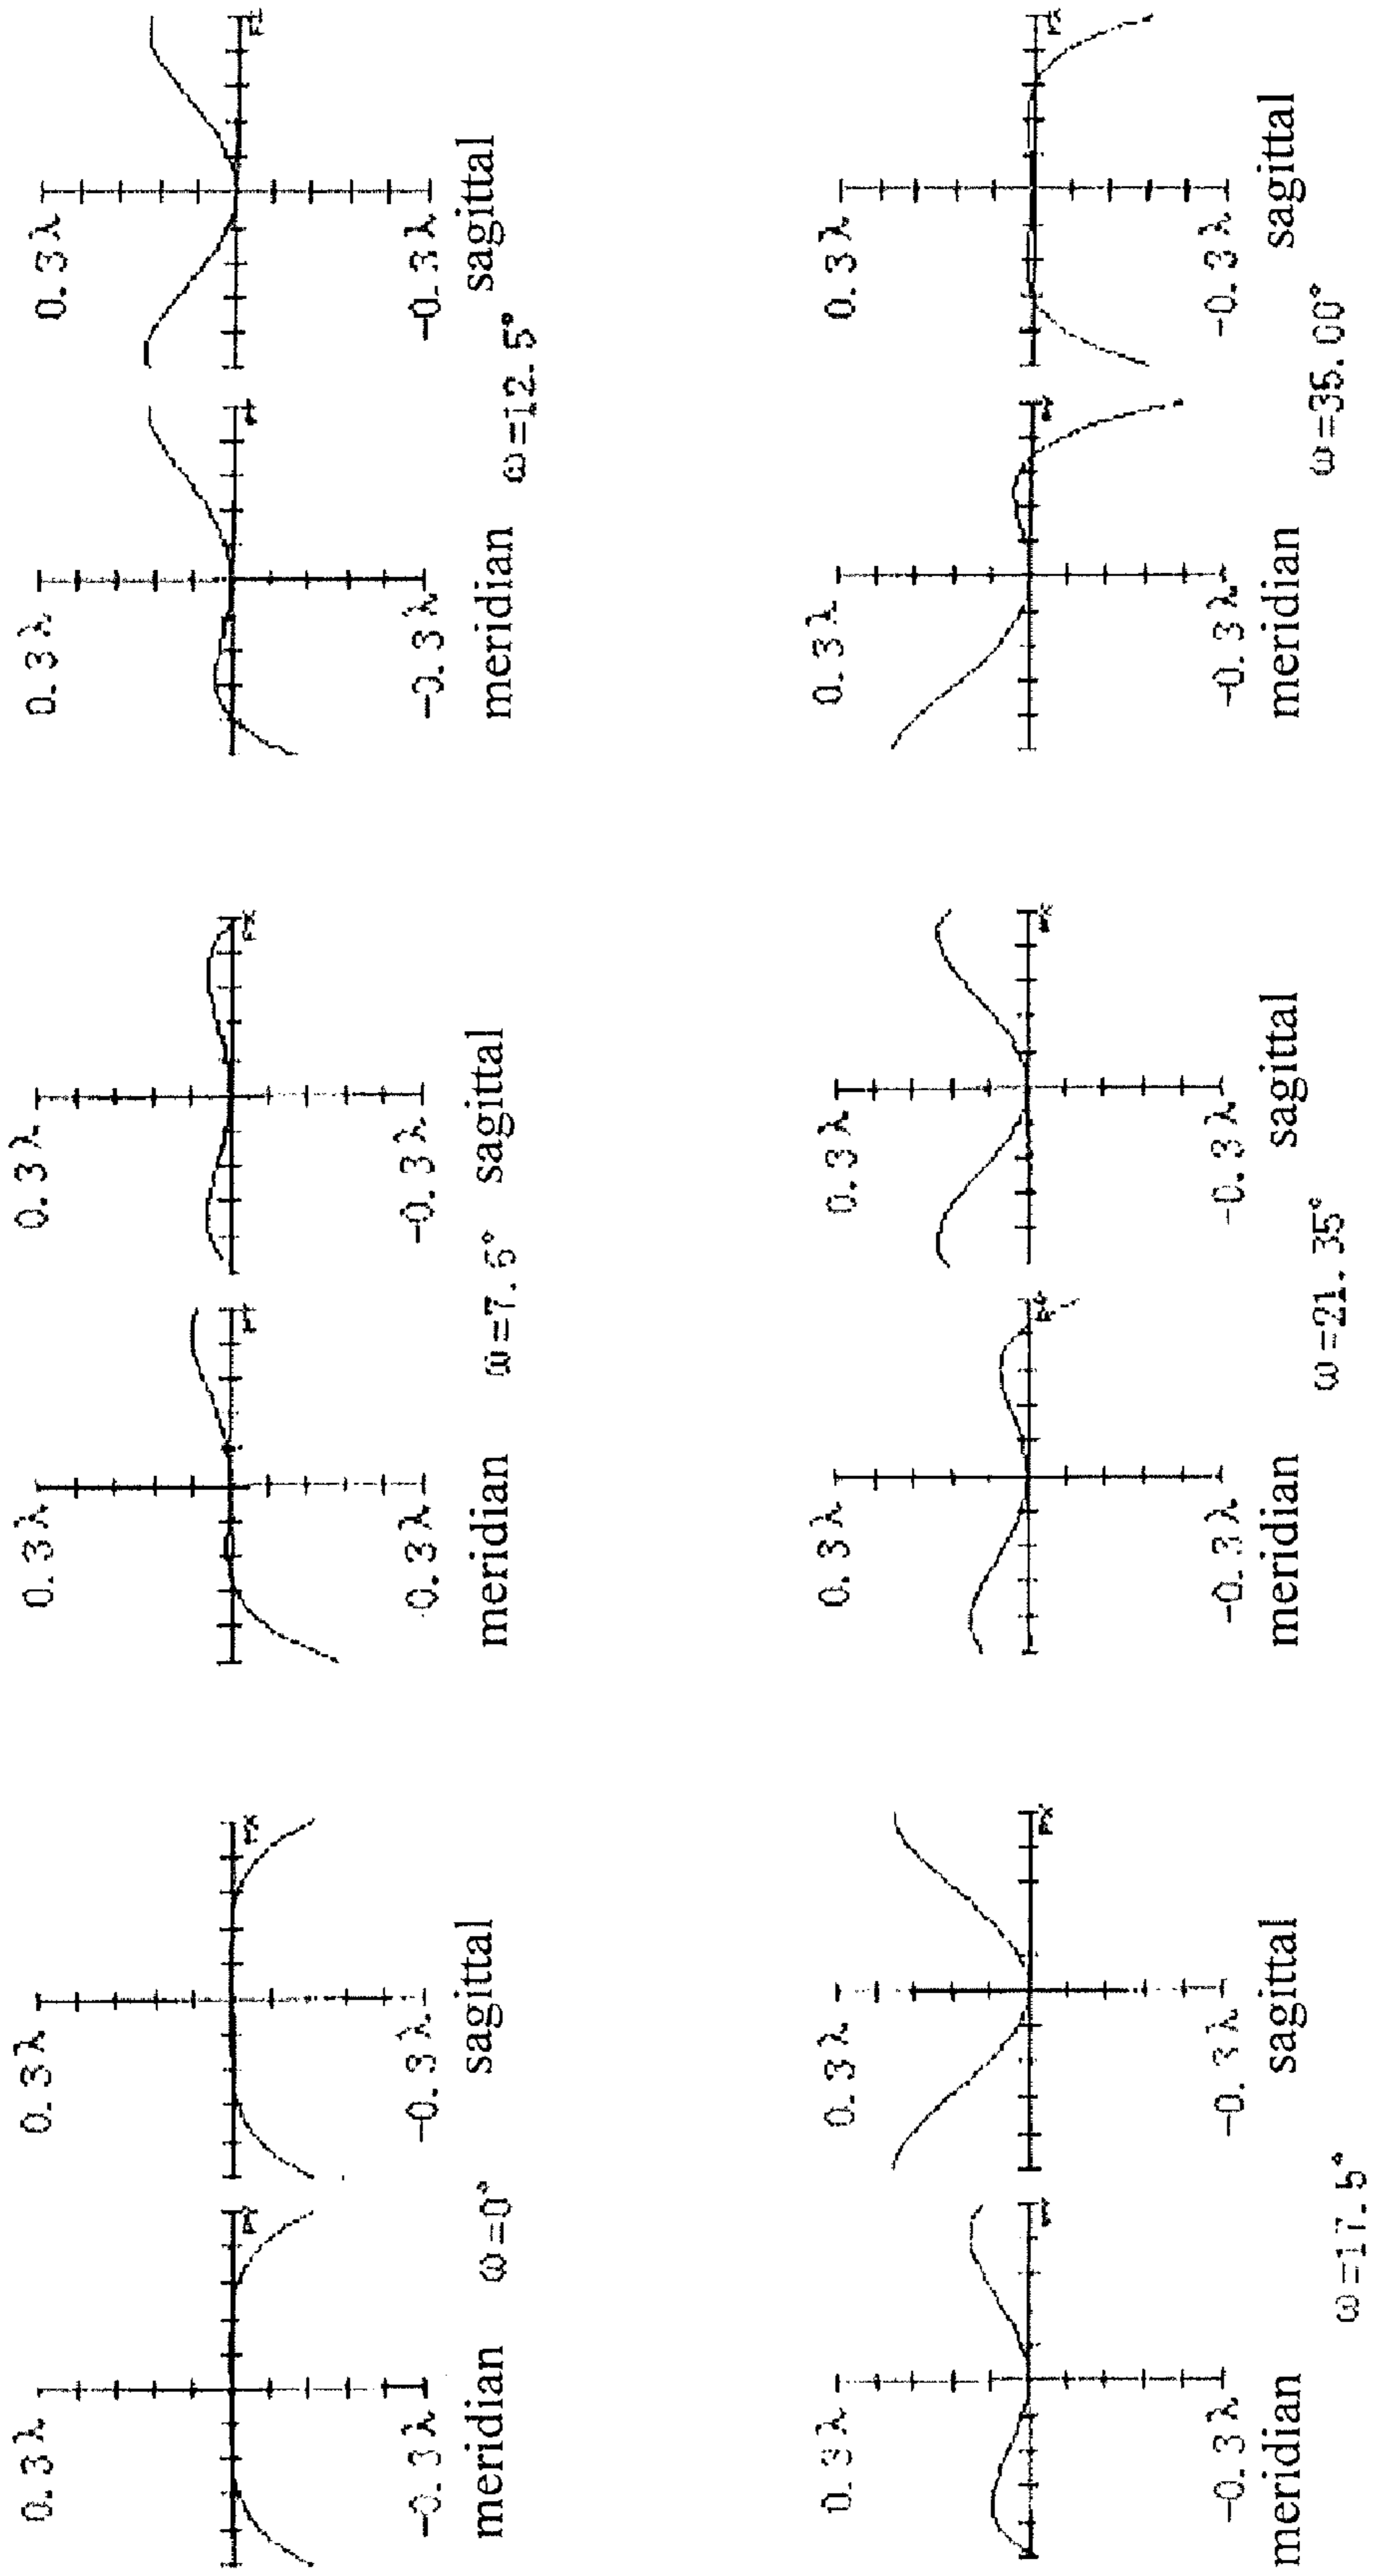 0.3λ 0.3λ 0.3λ 0.3λ 0.3λ 0.3λ
-0.3λ -0.3λ -0.3λ -0.3λ -0.3λ -0.3λ
meridian ω=0° sagittal meridian ω=7.5° sagittal meridian ω=12.5° sagittal
0.3λ 0.3λ 0.3λ 0.3λ 0.3λ 0.3λ
-0.3λ -0.3λ -0.3λ -0.3λ -0.3λ -0.3λ
meridian sagittal meridian sagittal meridian sagittal
ω=17.5° ω=21.35° ω=35.00°